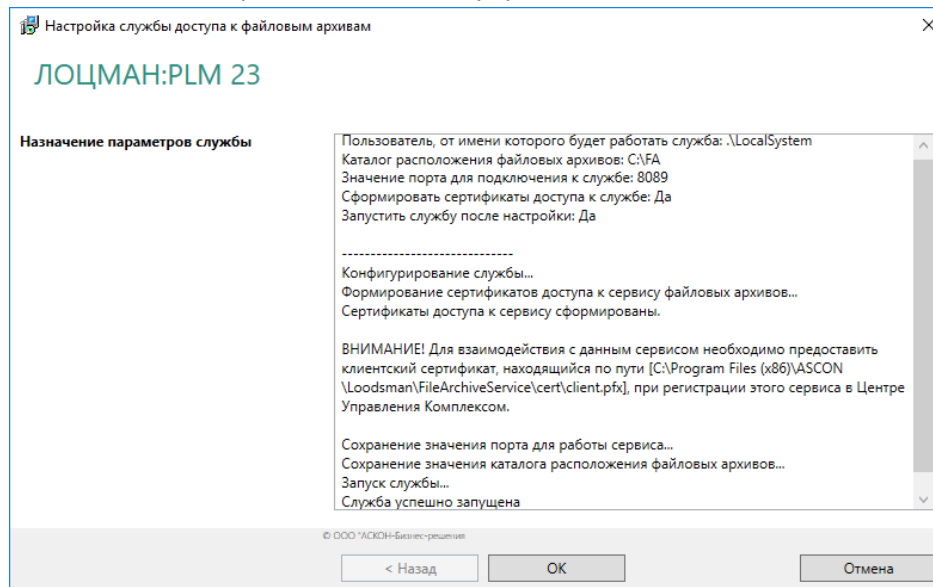 Настройка службы доступа к файловым архивам
ЛОЦМАН:PLM 23
Назначение параметров службы
Пользователь, от имени которого будет работать служба: .\LocalSystem
Каталог расположения файловых архивов: C:\FA
Значение порта для подключения к службе: 8089
Сформировать сертификаты доступа к службе: Да
Запустить службу после настройки: Да
------------------------------
Конфигурирование службы...
Формирование сертификатов доступа к сервису файловых архивов...
Сертификаты доступа к сервису сформированы.
ВНИМАНИЕ! Для взаимодействия с данным сервисом необходимо предоставить
клиентский сертификат, находящийся по пути [C:\Program Files (x86)\ASCON
\Loodsman\FileArchiveService\cert\client.pfx], при регистрации этого сервиса в Центре
Управления Комплексом.
Сохранение значения порта для работы сервиса...
Сохранение значения каталога расположения файловых архивов...
Запуск службы...
Служба успешно запущена
© ООО "АСКОН-Бизнес-решения
< Назад
OK
Отмена